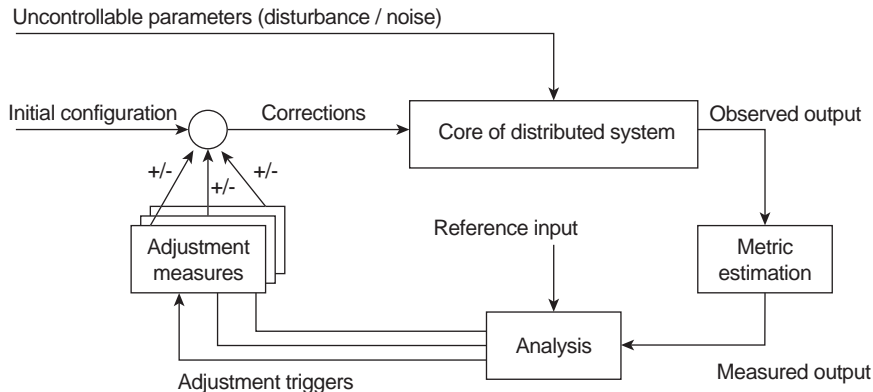 Uncontrollable parameters (disturbance / noise)
Initial configuration
Corrections
Core of distributed system
Observed output
+/-
+/-
+/-
Reference input
Adjustment
measures
Metric
estimation
Analysis
Adjustment triggers
Measured output